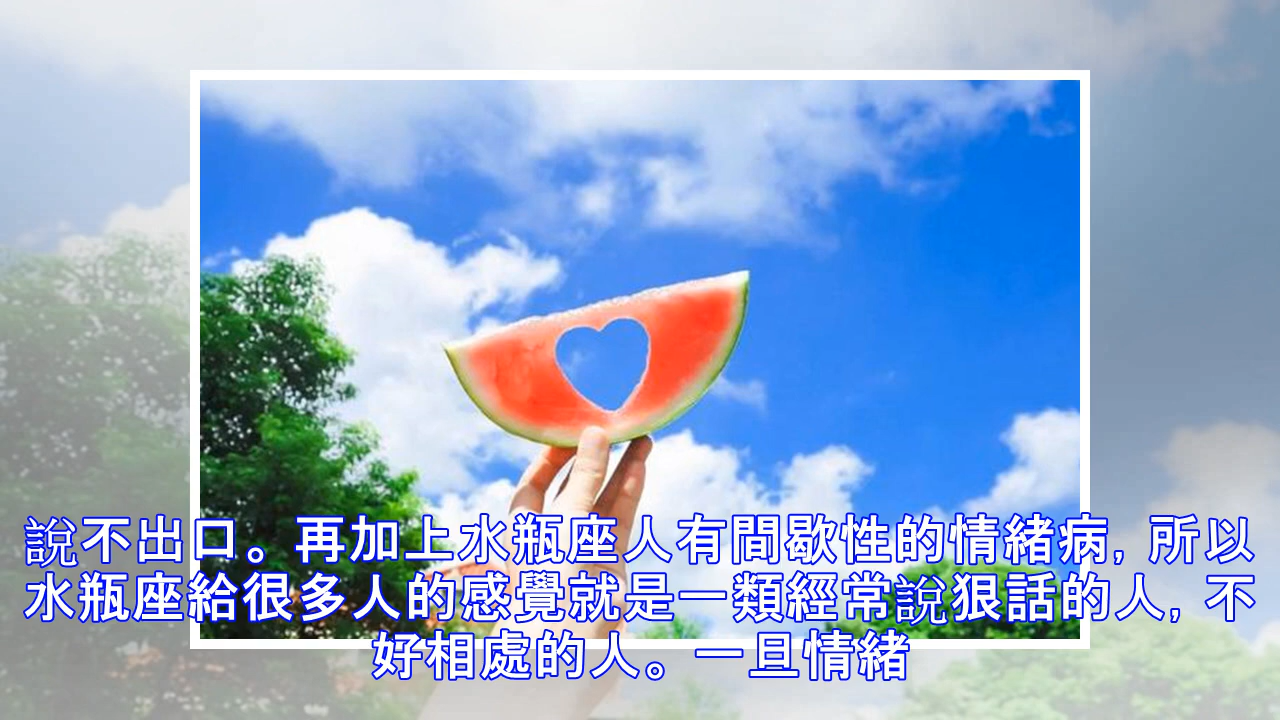 說不出口。再加上水瓶座人有間歇性的情緒病, 所以
水瓶座給很多人的感覺就是一類經常說狠話的人, 不
好相處的人。一旦情緒